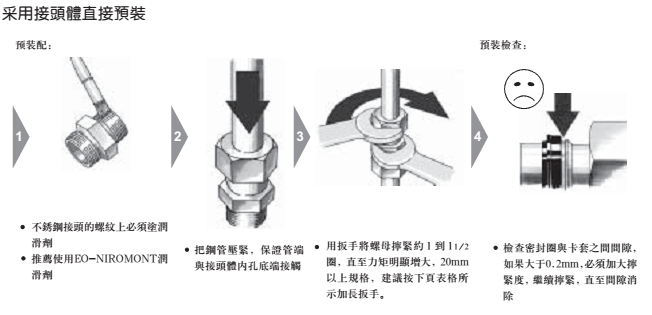 采用接頭體直接預裝
預裝配：
預裝檢查：
1
2
3
4
● 不銹鋼接頭的螺紋上必須塗潤
滑劑
● 推薦使用EO-NIROMONT潤
滑劑
● 把鋼管壓緊，保證管端
與接頭體内孔底端接觸
● 用扳手將螺母擰緊約 1 到 1 1/2
圈，直至力矩明顯增大，20mm
以上規格，建議按下頁表格所
示加長扳手。
● 檢查密封圈與卡套之間間隙，
如果大于0.2mm,必須加大擰
緊度，繼續擰緊，直至間隙消
除